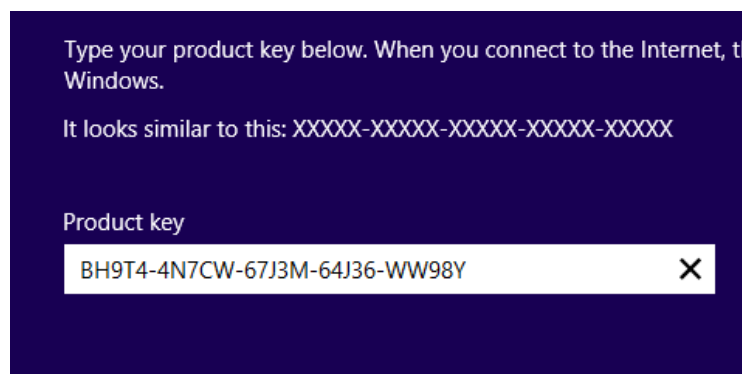 Type your product key below. When you connect to the Internet, t
Windows.
It looks similar to this: XXXXX-XXXXX-XXXXX-XXXXX-XXXXX
Product key
BH9T4-4N7CW-67J3M-64J36-WW98Y